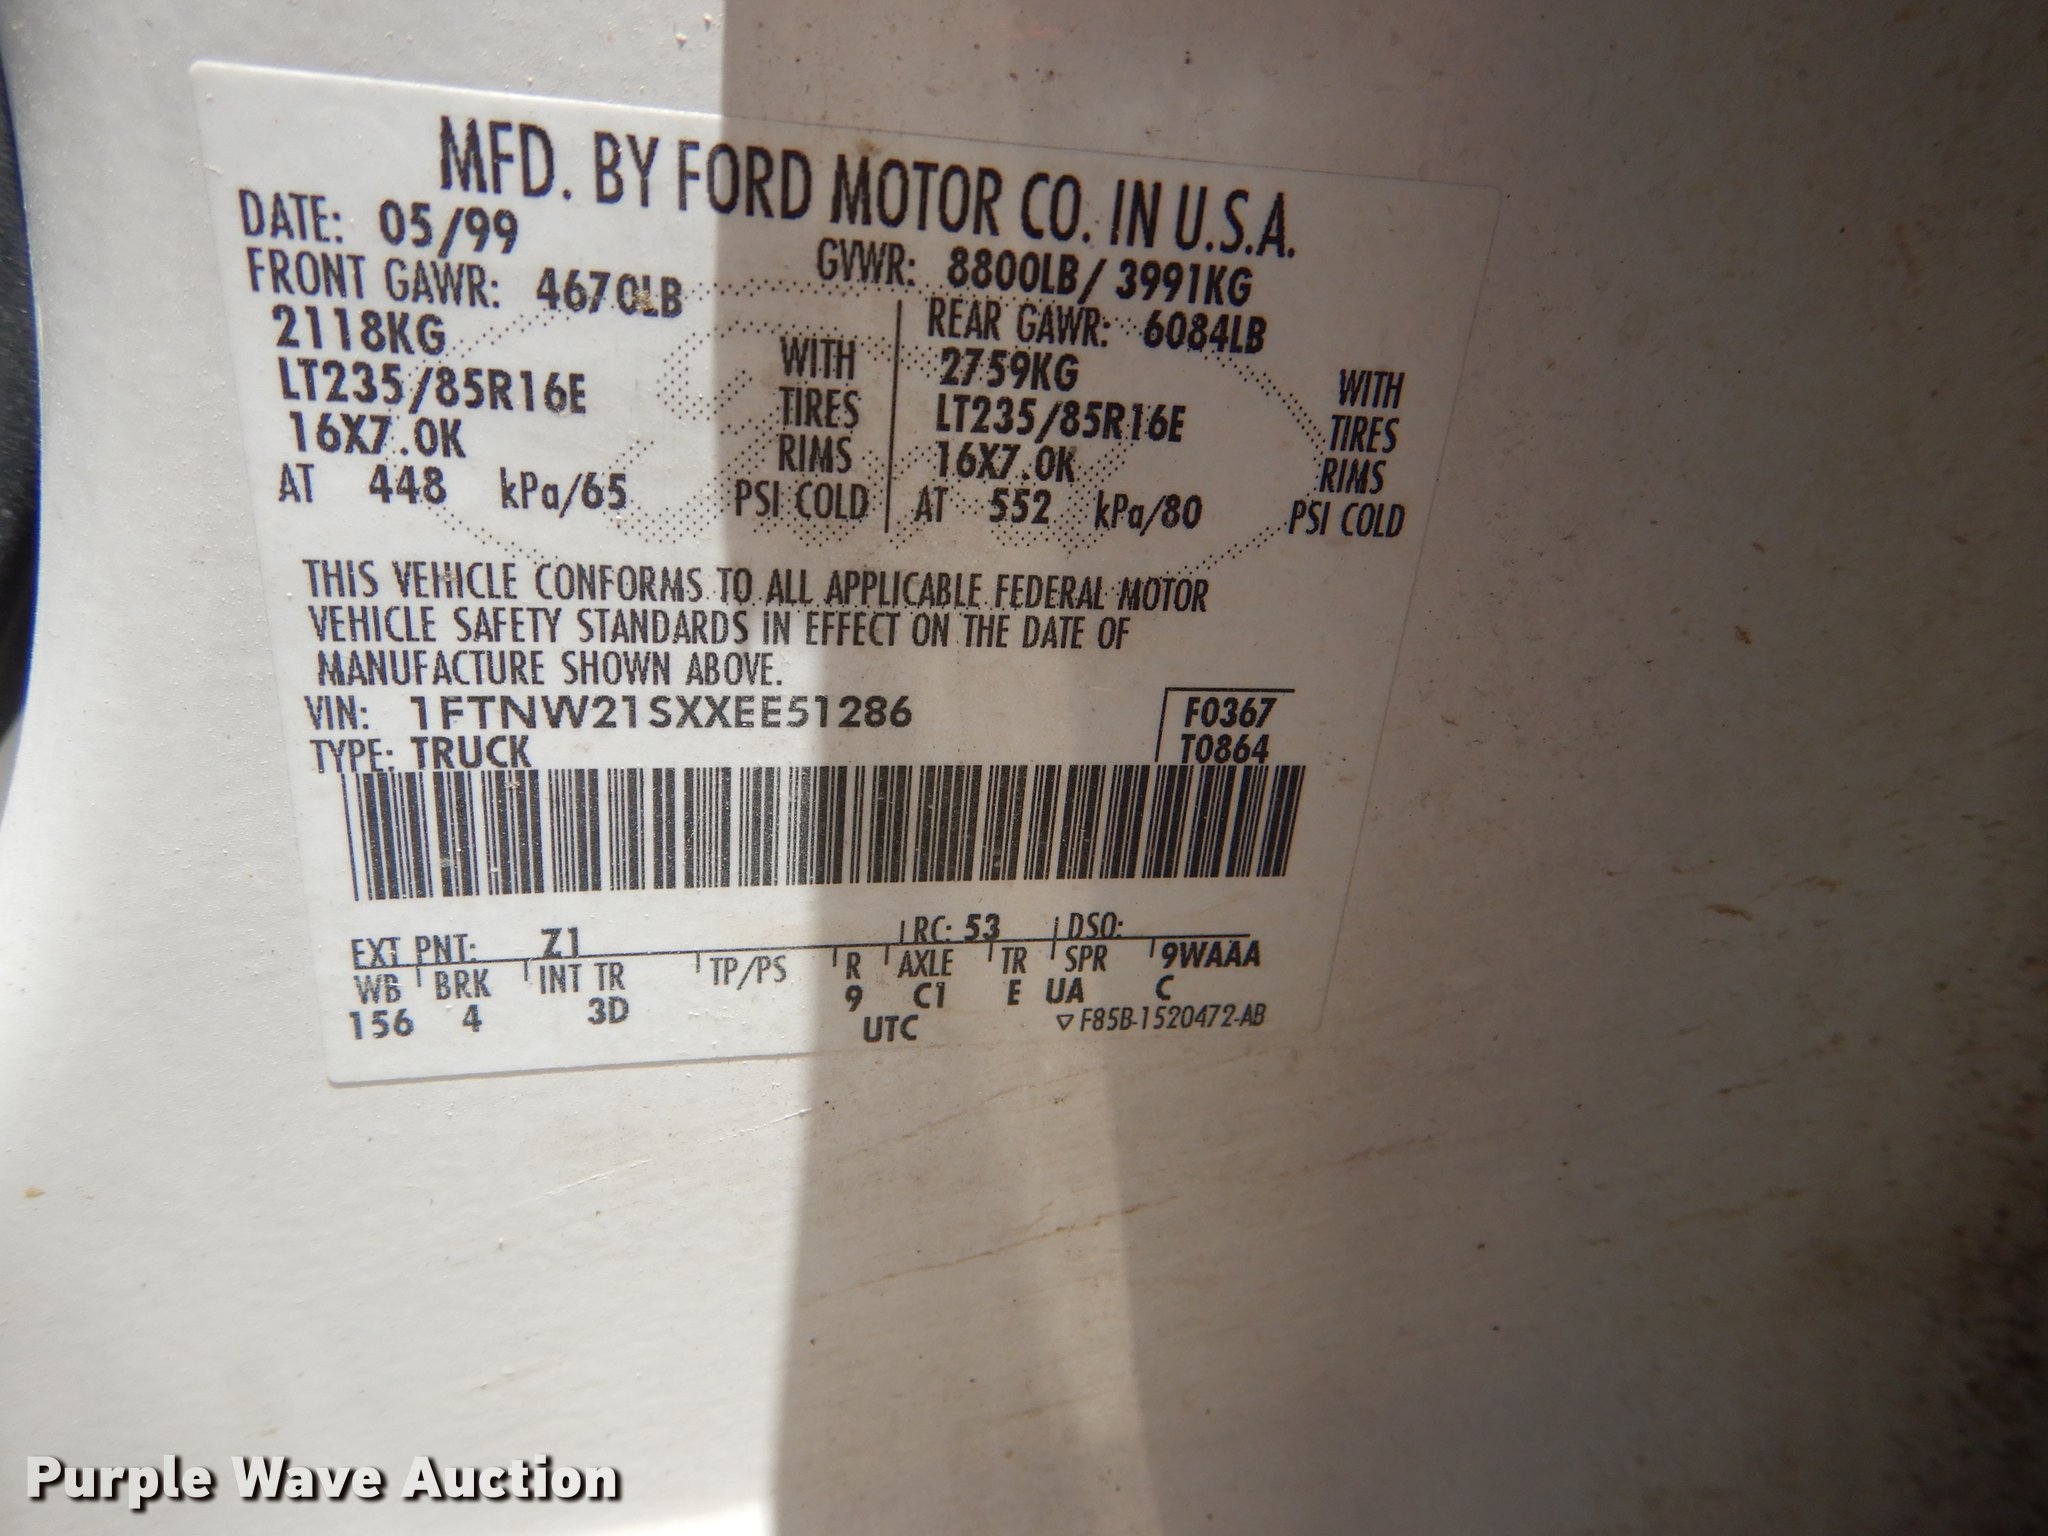 MFD. BY FORD MOTOR CO. IN U.S.A.
DATE: 05/99
GVWR: 8800LB/ 3991KG
FRONT GAWR: 4670LB
2118KG
WITH
LT235/85R16E
TIRES
16X7.0K
RIMS
AT 448 kPa/65
PSI COLD
REAR GAWR: 6084LB
2759KG
WITH
LT235/85R16E
TIRES
16X7.0K
RIMS
AT 552 kPa/80
PSI COLD
THIS VEHICLE CONFORMS TO ALL APPLICABLE FEDERAL MOTOR
VEHICLE SAFETY STANDARDS IN EFFECT ON THE DATE OF
MANUFACTURE SHOWN ABOVE.
VIN: 1FTNW21SXXEE51286
F0367
TYPE: TRUCK
T0864
EXT PNT: Z1
RC: 53
DSO:
WB BRK INT TR TP/PS R AXLE TR SPR 9WAAA
156 4 3D 9 C1 E UA C
UTC
▽F85B-1520472-AB
Purple Wave Auction